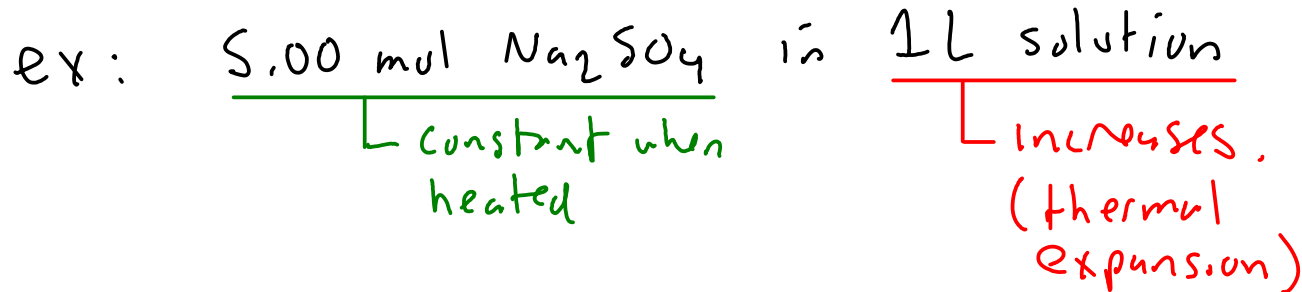 ex: 5.00 mol Na₂SO₄ in 1L solution
constant when
heated
increases.
(thermal
expansion)